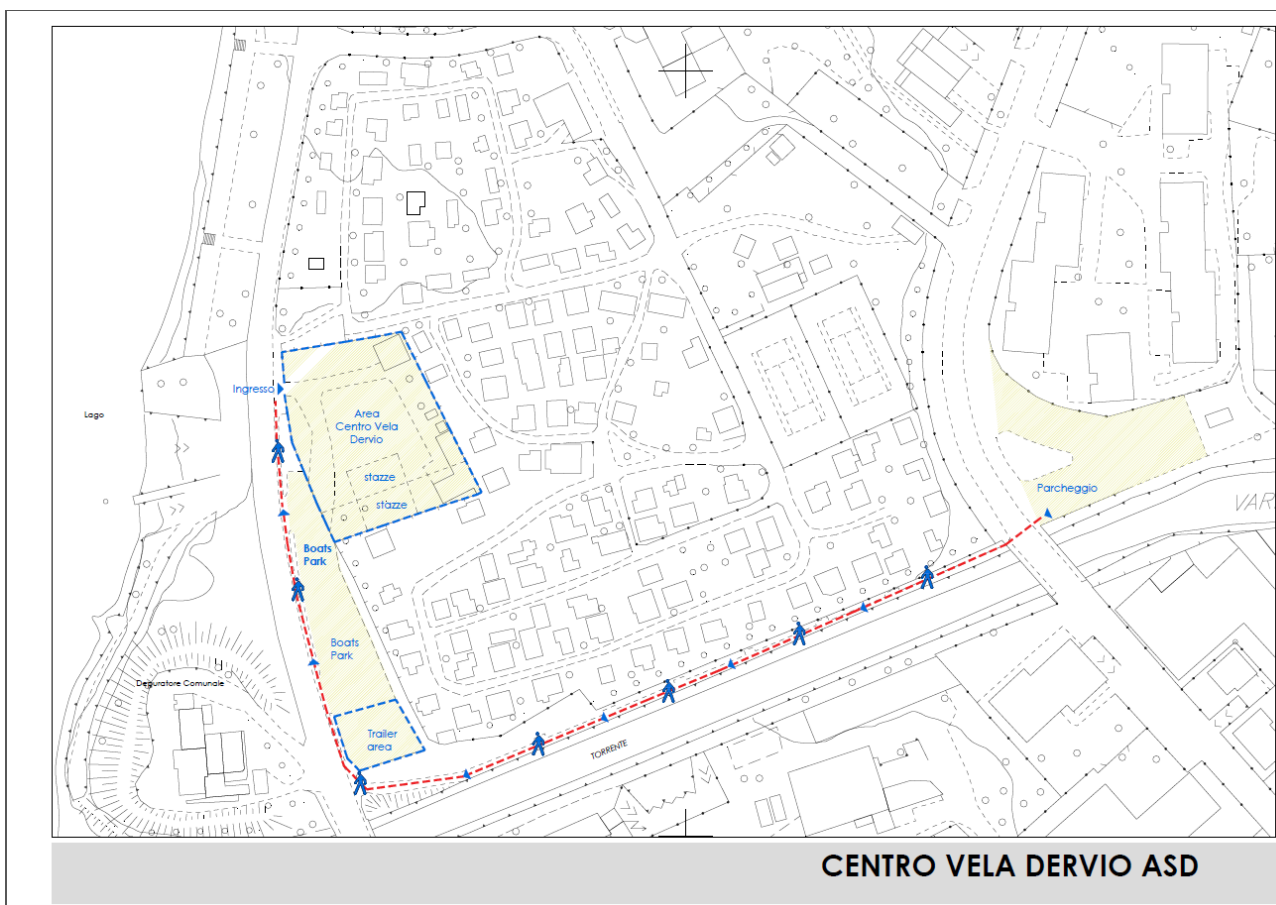 Ingresso
Lago
Area
Centro Vela
Dervio
stazze
stazze
Parcheggio
VAR
Boats
Park
Boats
Park
Depuratore Comunale
Trailer
area
TORRENTE
CENTRO VELA DERVIO ASD